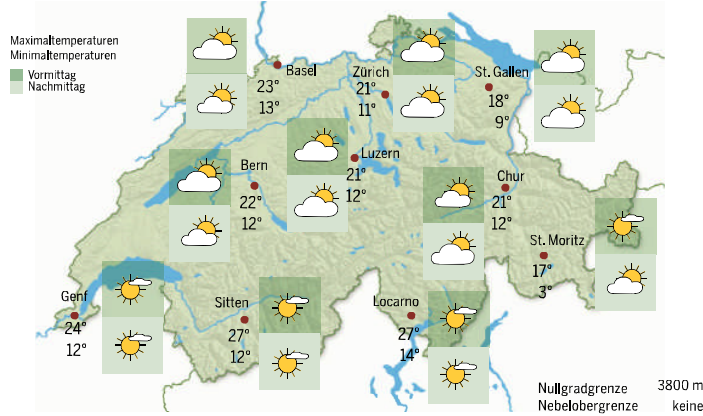 Maximaltemperaturen
Minimaltemperaturen
Vormittag
Nachmittag
Basel
23°
13°
Zürich
21°
11°
St. Gallen
18°
9°
Luzern
21°
12°
Bern
22°
12°
Chur
21°
12°
St. Moritz
17°
3°
Genf
24°
12°
Sitten
27°
12°
Locarno
27°
14°
Nullgradgrenze 3800 m
Nebelobergrenze keine